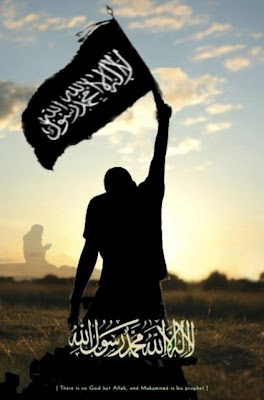 لا اله الا الله محمد رسول الله
لا اله الا الله محمد رسول الله
[ There is no God but Allah, and Mohammed is his prophet ]